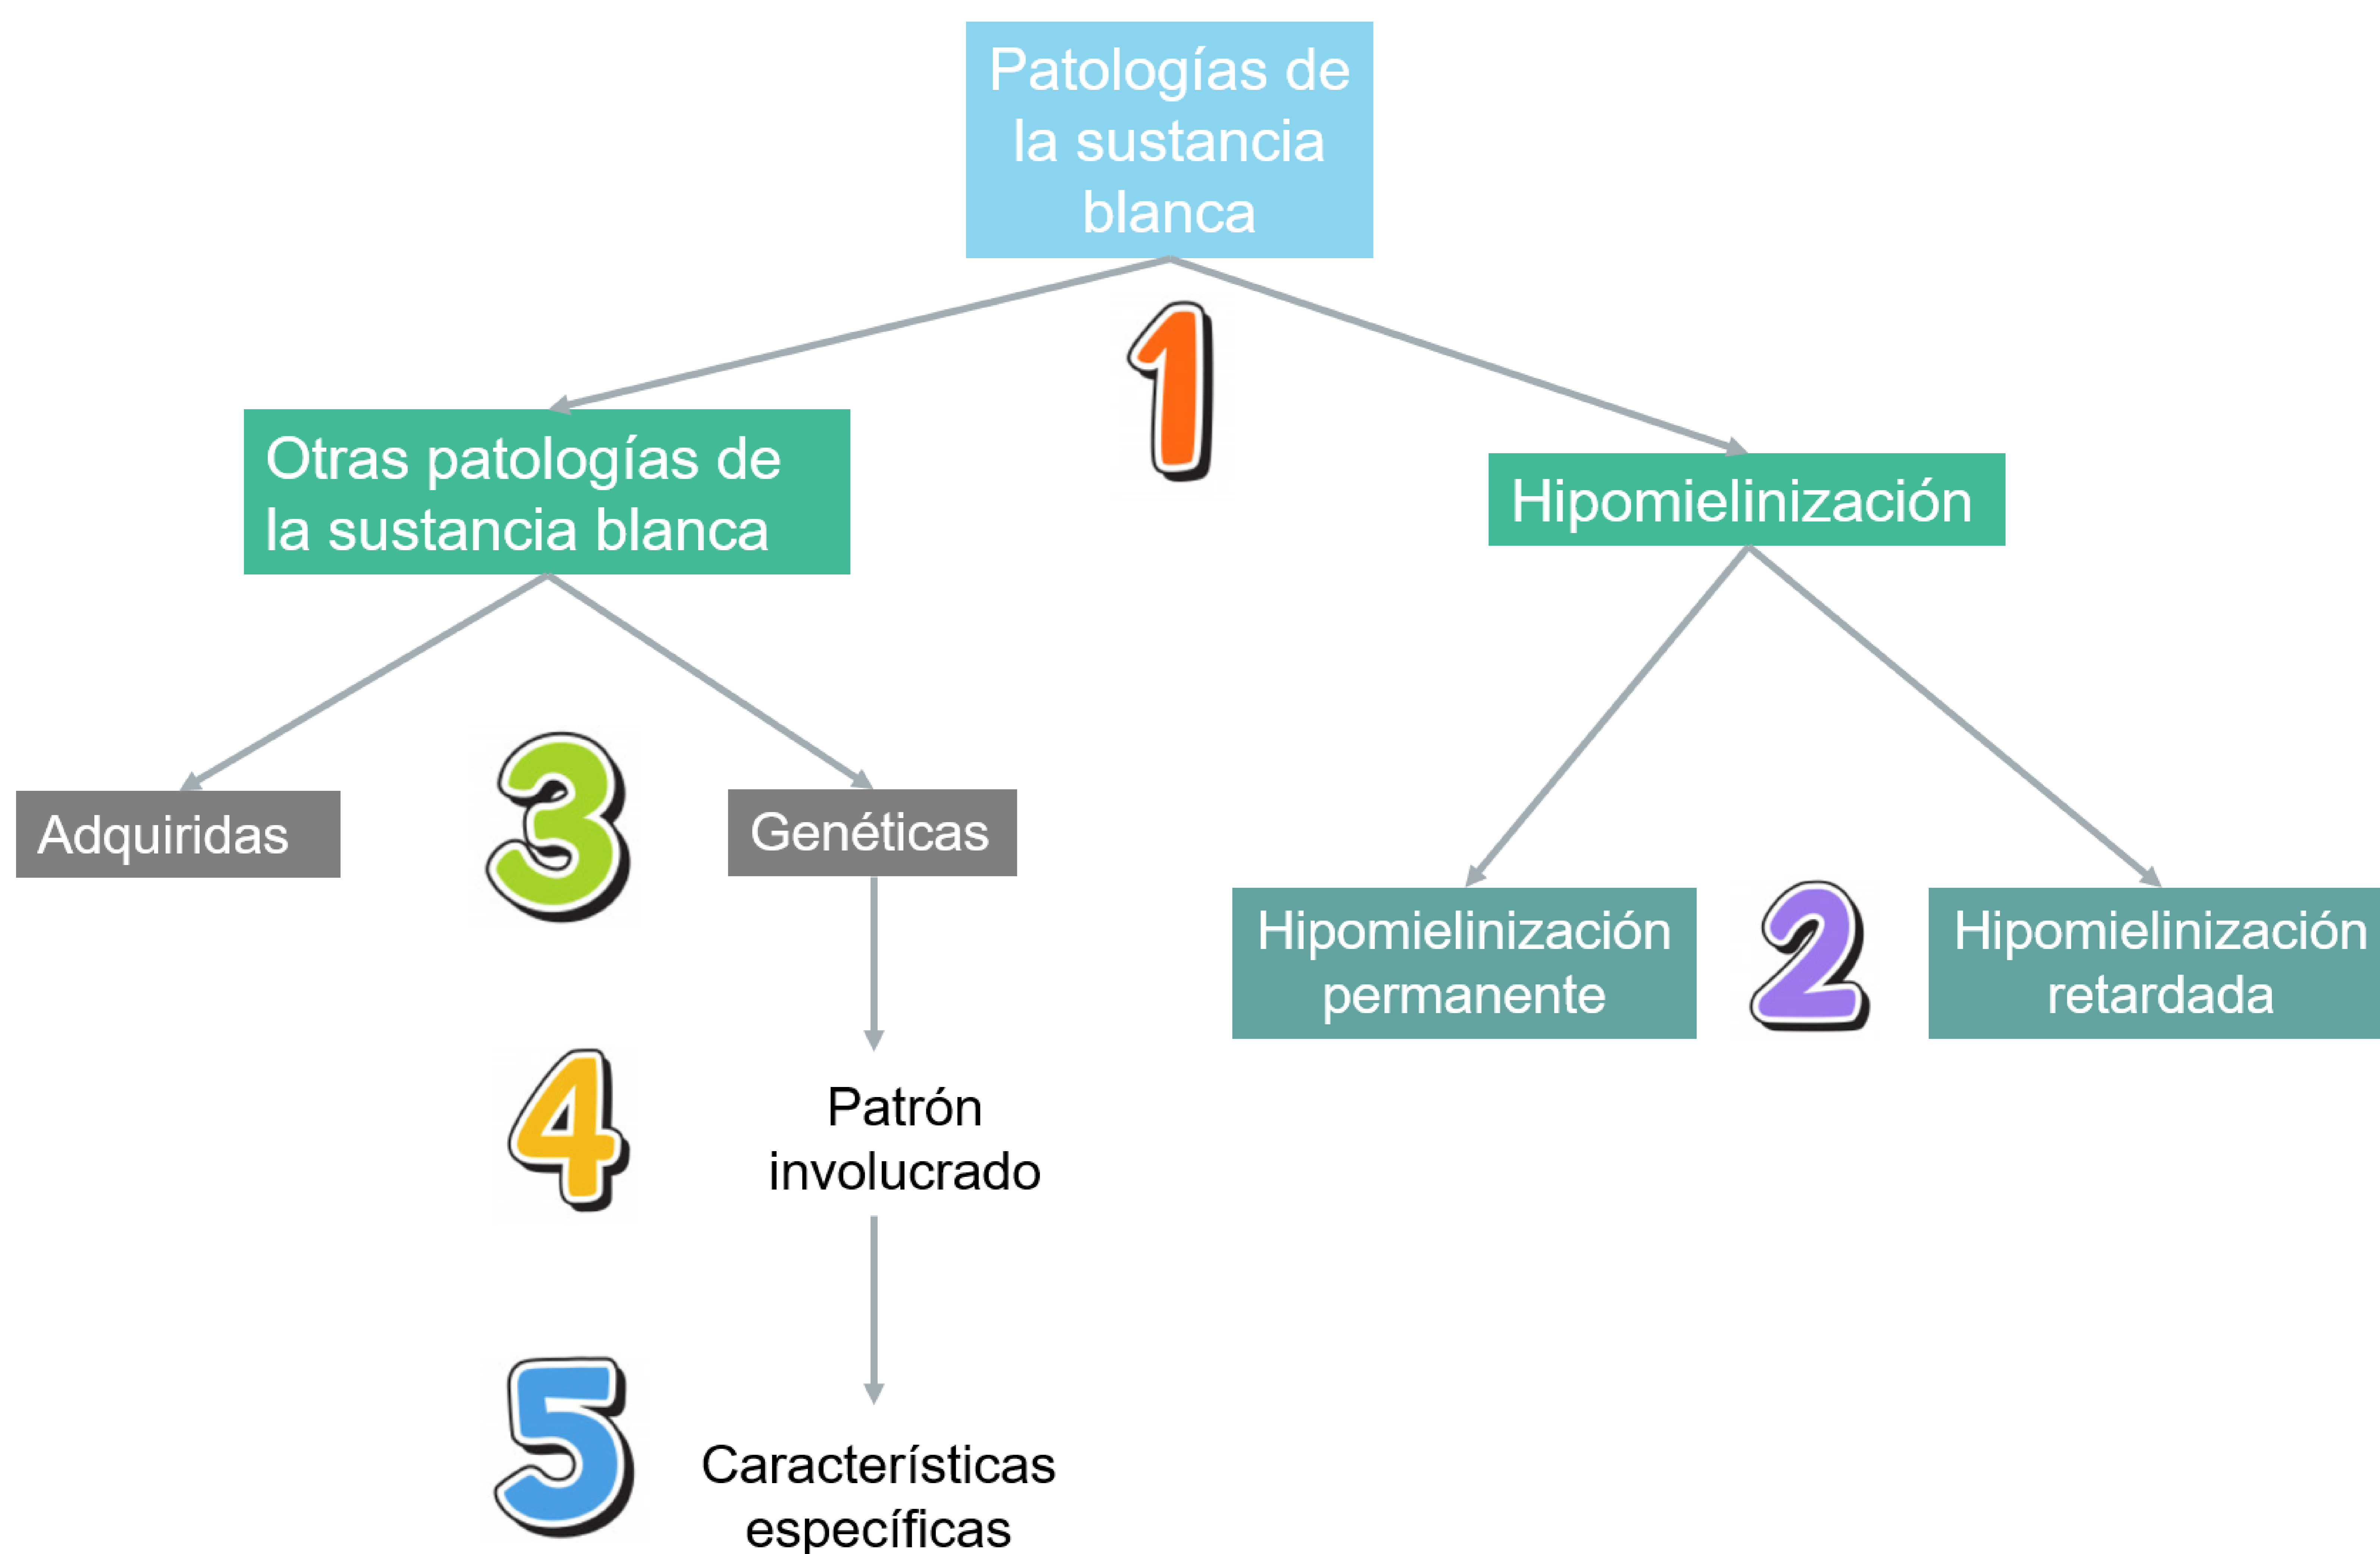 Patologías de
la sustancia
blanca
1
Otras patologías de
la sustancia blanca
Hipomielinización
Adquiridas
3
Genéticas
Hipomielinización
permanente
2
Hipomielinización
retardada
4
Patrón
involucrado
5
Características
específicas